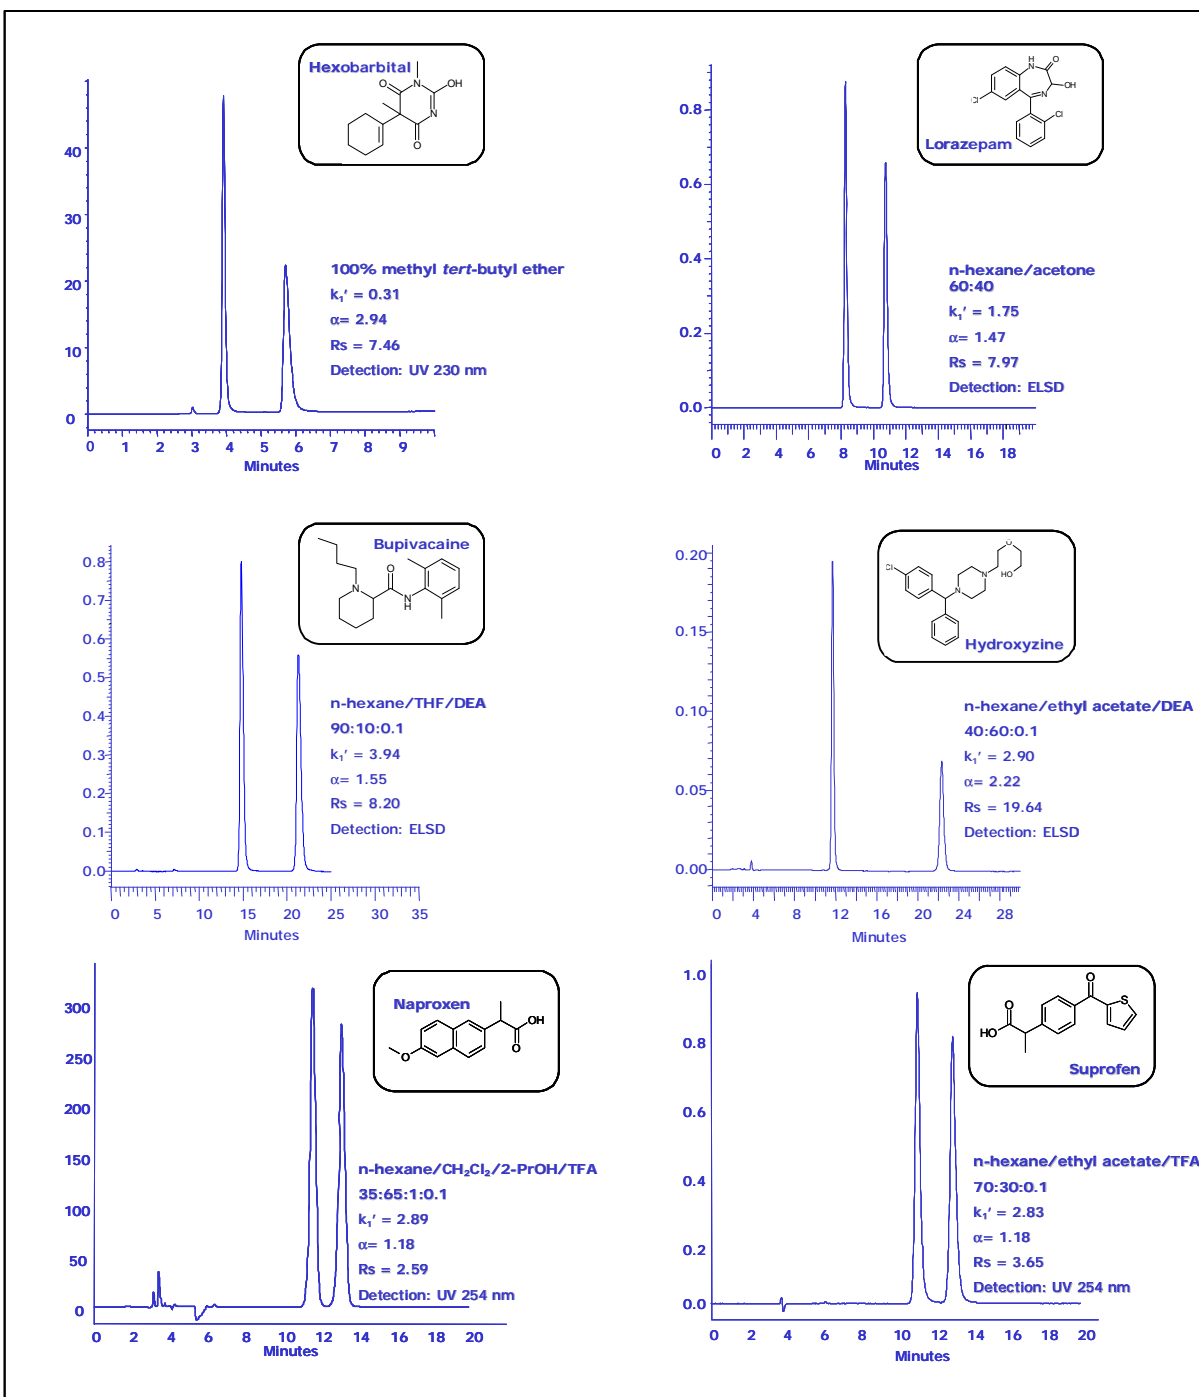 Hexobarbital
N
OH
O
N
O
40
30
20
10
0
0 1 2 3 4 5 6 7 8 9
Minutes
100% methyl tert-butyl ether
k₁' = 0.31
α= 2.94
Rs = 7.46
Detection: UV 230 nm
H
N
O
OH
N
Cl
Cl
Lorazepam
0.8
0.6
0.4
0.2
0.0
0 2 4 6 8 10 12 14 16 18
Minutes
n-hexane/acetone
60:40
k₁' = 1.75
α= 1.47
Rs = 7.97
Detection: ELSD
Bupivacaine
O
N
N
H
0.8
0.7
0.6
0.5
0.4
0.3
0.2
0.1
0.0
0 5 10 15 20 25 30 35
Minutes
n-hexane/THF/DEA
90:10:0.1
k₁' = 3.94
α= 1.55
Rs = 8.20
Detection: ELSD
O
Cl
N
HO
N
Hydroxyzine
0.20
0.15
0.10
0.05
0.00
0 4 8 12 16 20 24 28
Minutes
n-hexane/ethyl acetate/DEA
40:60:0.1
k₁' = 2.90
α= 2.22
Rs = 19.64
Detection: ELSD
Naproxen
OH
O
O
300
250
200
150
100
50
0
0 2 4 6 8 10 12 14 16 18 20
Minutes
n-hexane/CH₂Cl₂/2-PrOH/TFA
35:65:1:0.1
k₁' = 2.89
α= 1.18
Rs = 2.59
Detection: UV 254 nm
O
S
O
HO
Suprofen
1.0
0.8
0.6
0.4
0.2
0.0
0 2 4 6 8 10 12 14 16 20
Minutes
n-hexane/ethyl acetate/TFA
70:30:0.1
k₁' = 2.83
α= 1.18
Rs = 3.65
Detection: UV 254 nm